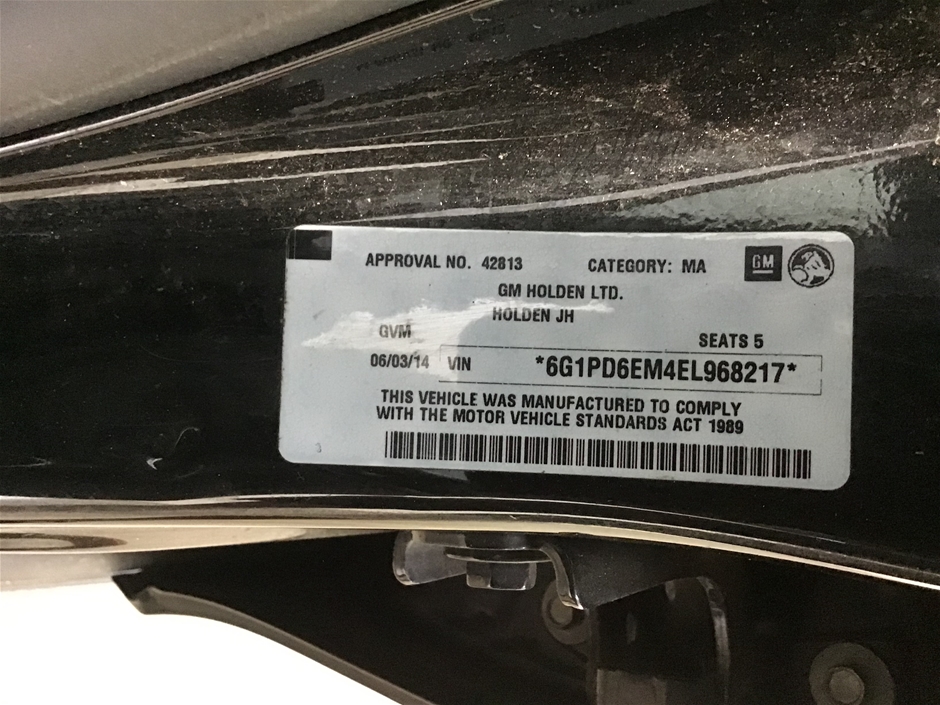 APPROVAL NO. 42813 CATEGORY: MA GM
GM HOLDEN LTD.
HOLDEN JH
GVM SEATS 5
06/03/14 VIN *6G1PD6EM4EL968217*
THIS VEHICLE WAS MANUFACTURED TO COMPLY
WITH THE MOTOR VEHICLE STANDARDS ACT 1989